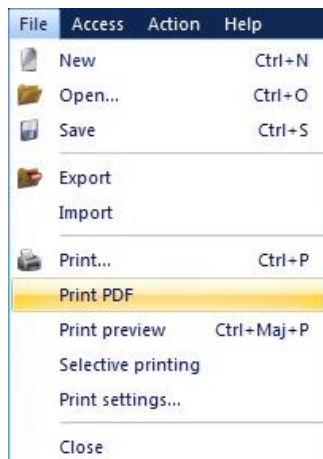 File Access Action Help
New Ctrl+N
Open... Ctrl+O
Save Ctrl+S
Export
Import
Print... Ctrl+P
Print PDF
Print preview Ctrl+Maj+P
Selective printing
Print settings...
Close